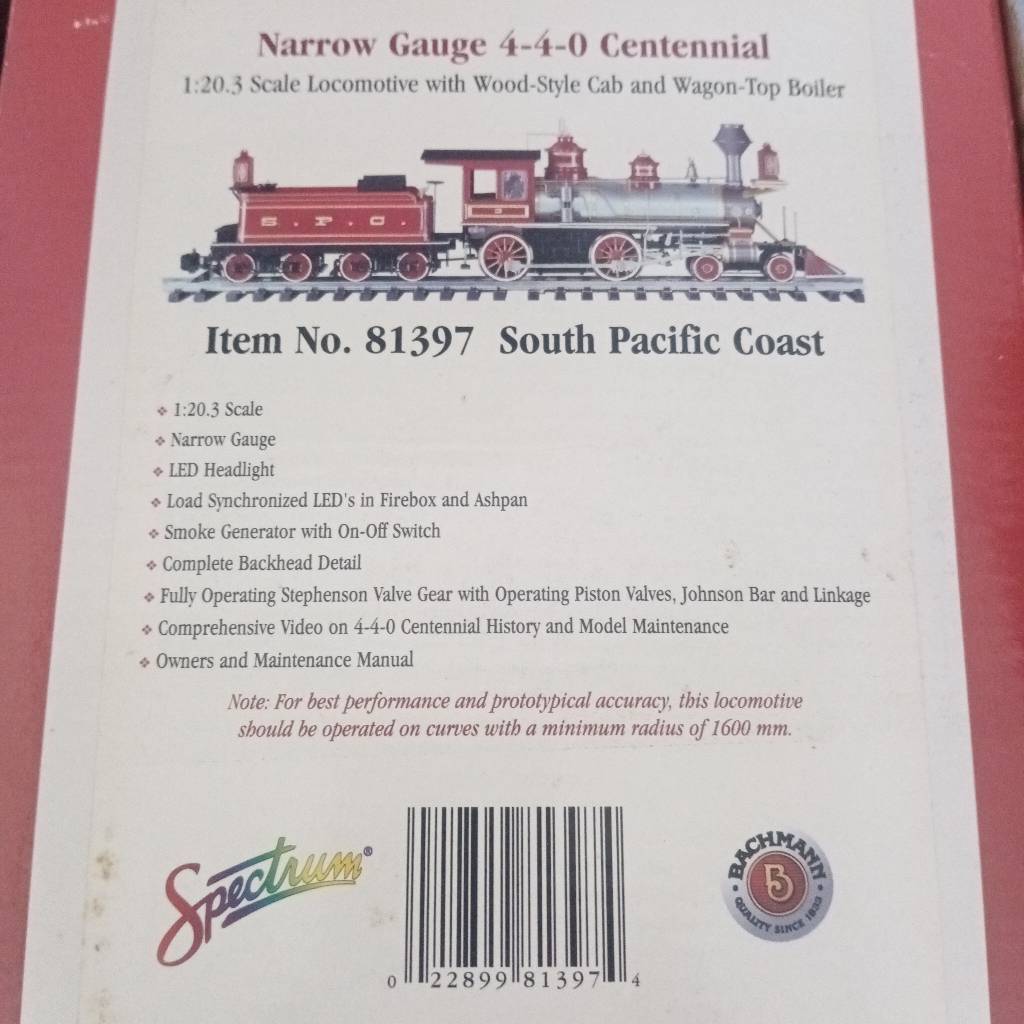 Narrow Gauge 4-4-0 Centennial
1:20.3 Scale Locomotive with Wood-Style Cab and Wagon-Top Boiler
S. P. C.
3
Item No. 81397 South Pacific Coast
❖ 1:20.3 Scale
❖ Narrow Gauge
❖ LED Headlight
❖ Load Synchronized LED's in Firebox and Ashpan
❖ Smoke Generator with On-Off Switch
❖ Complete Backhead Detail
❖ Fully Operating Stephenson Valve Gear with Operating Piston Valves, Johnson Bar and Linkage
❖ Comprehensive Video on 4-4-0 Centennial History and Model Maintenance
❖ Owners and Maintenance Manual
Note: For best performance and prototypical accuracy, this locomotive
should be operated on curves with a minimum radius of 1600 mm.
Spectrum®
0 22899 81397 4
BACHMANN
B
QUALITY SINCE 1833